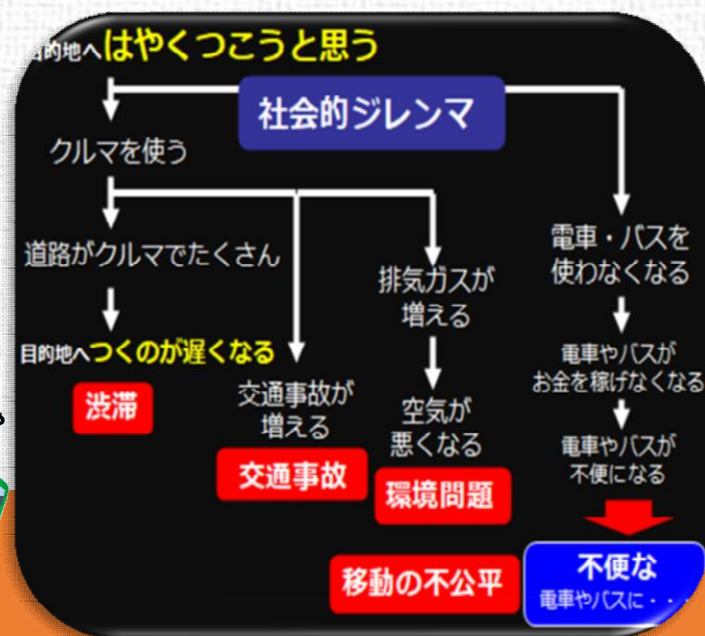 目的地へはやくつこうと思う
社会的ジレンマ
クルマを使う
道路がクルマでたくさん
目的地へつくのが遅くなる
渋滞
交通事故が
増える
交通事故
排気ガスが
増える
空気が
悪くなる
環境問題
電車・バスを
使わなくなる
電車やバスが
お金を稼げなくなる
電車やバスが
不便になる
移動の不公平
不便な
電車やバスに・・・